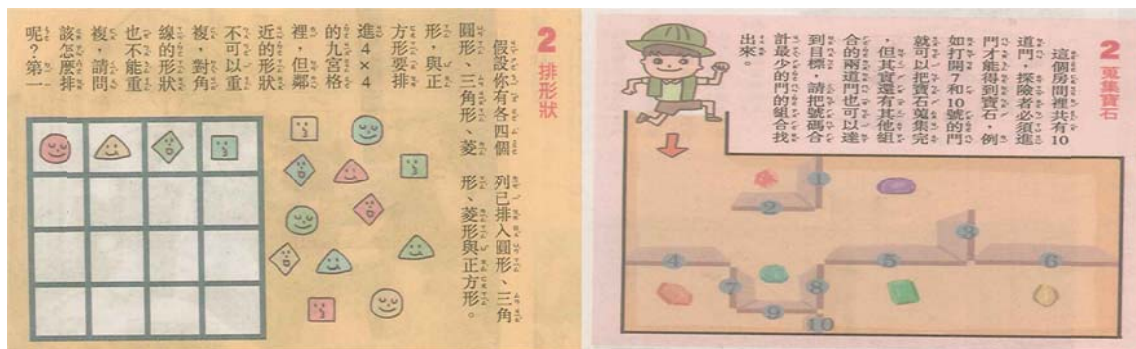 2 排形狀
假設你有各四個
圓形、三角形、菱
形，與正
方形要排
進4×4
的九宮格
裡，但鄰
近的形狀
不可以重
複，對角
線的形狀
也不能重
複，請問
該怎麼排
呢？第一
列已排入圓形、三角
形、菱形與正方形。
2 蒐集寶石
這個房間裡共有10
道門，探險者必須進
門才能得到寶石，例
如打開7和10號的門
就可以把寶石蒐集完
，但其實還有其他組
合的兩道門也可以達
到目標，請把號碼合
計最少的門的組合找
出來。
1
2
3
4
5
6
7
8
9
10